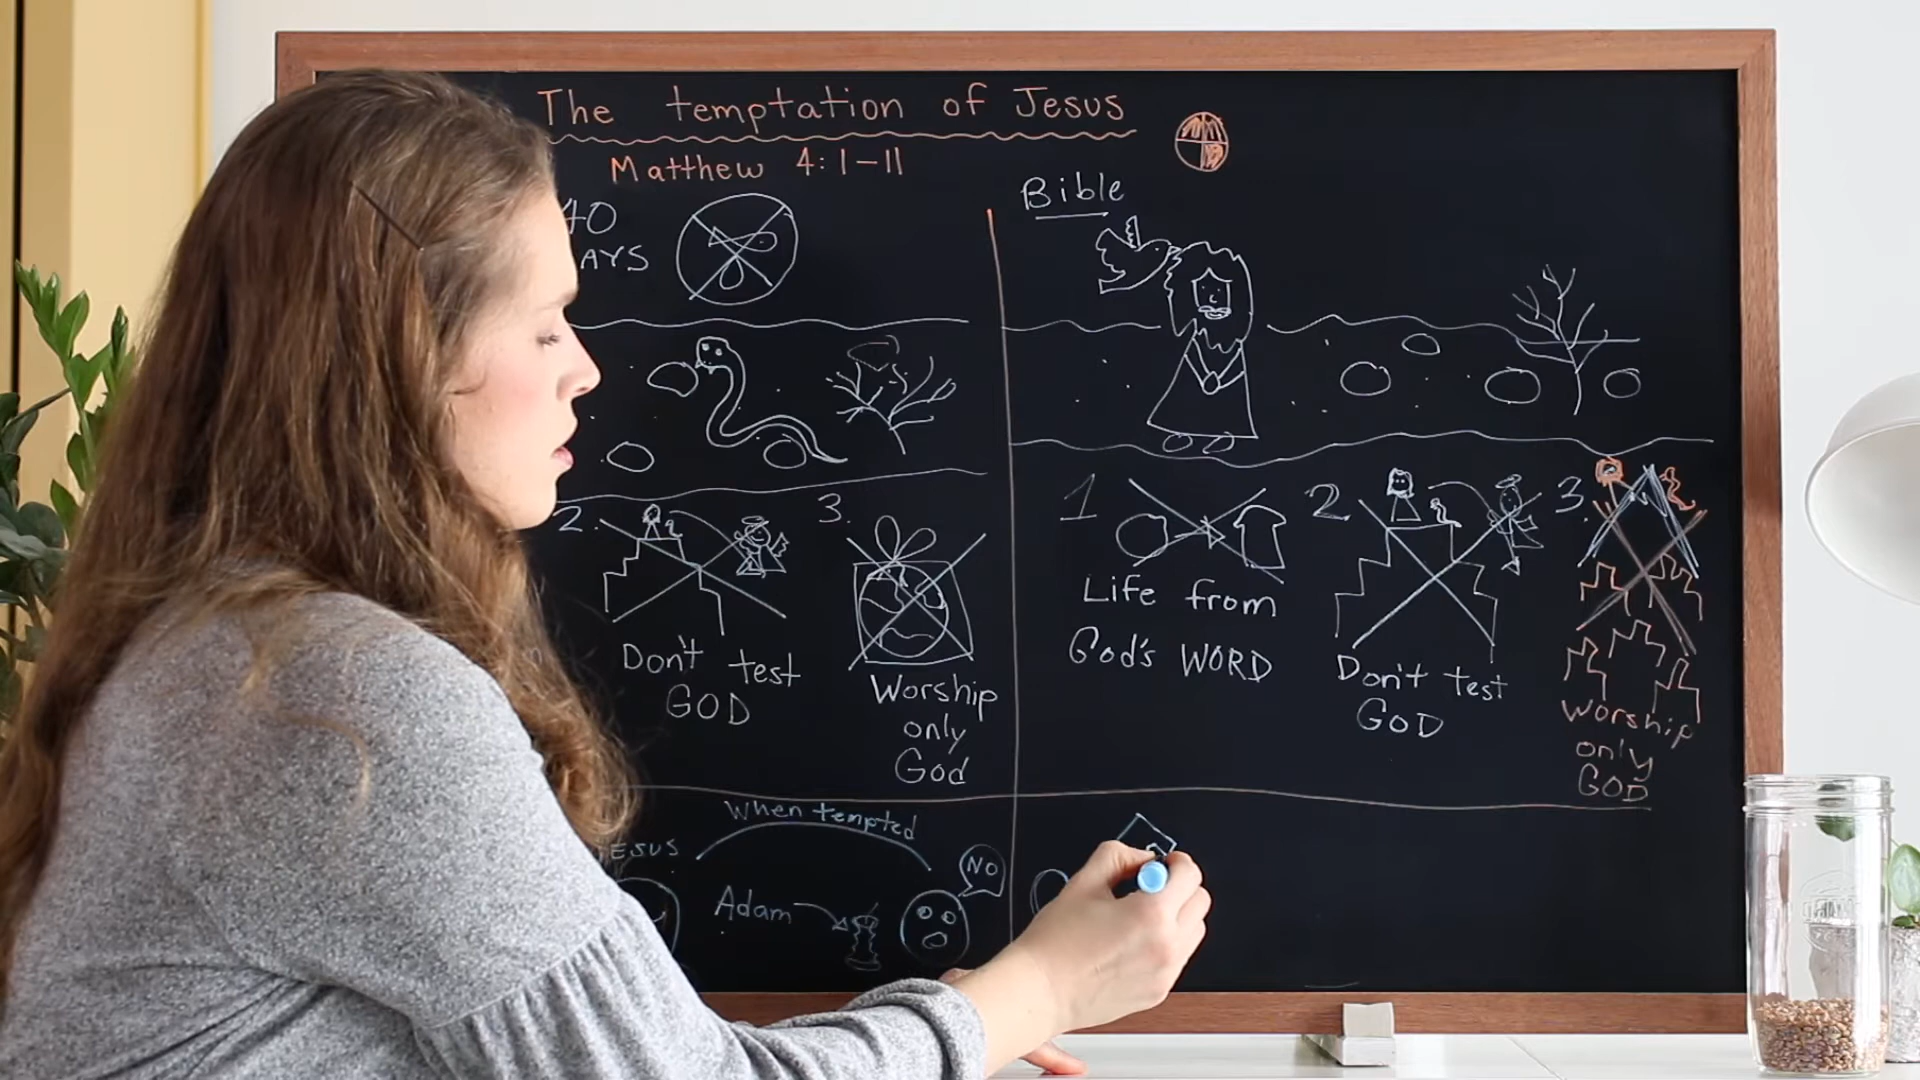 The temptation of Jesus
Matthew 4:1-11
40
AYS
2.
Don't test
GOD
3.
Worship
only
God
When tempted
ESUS
Adam
NO
Bible
1
Life from
God's WORD
2
Don't test
GOD
3.
Worship
only
GOD